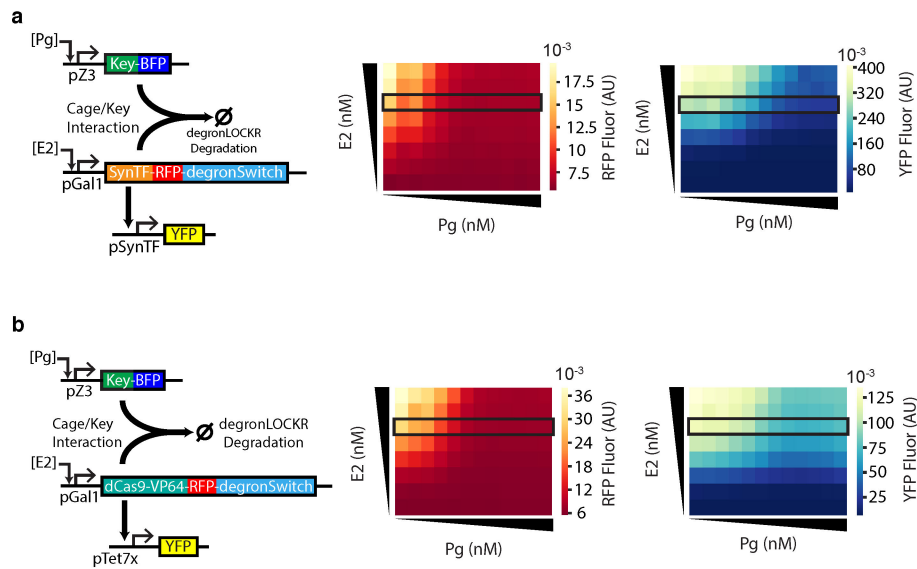 a
[Pg]
pZ3
Key-BFP
Cage/Key
Interaction
degronLOCKR
Degradation
[E2]
pGal1
SynTF-RFP-degronSwitch
pSynTF
YFP
E2 (nM)
Pg (nM)
10-3
17.5
15
12.5
10
7.5
RFP Fluor (AU)
E2 (nM)
Pg (nM)
10-3
400
320
240
160
80
YFP Fluor (AU)
b
[Pg]
pZ3
Key-BFP
Cage/Key
Interaction
degronLOCKR
Degradation
[E2]
pGal1
dCas9-VP64-RFP-degronSwitch
pTet7x
YFP
E2 (nM)
Pg (nM)
10-3
36
30
24
18
12
6
RFP Fluor (AU)
E2 (nM)
Pg (nM)
10-3
125
100
75
50
25
YFP Fluor (AU)